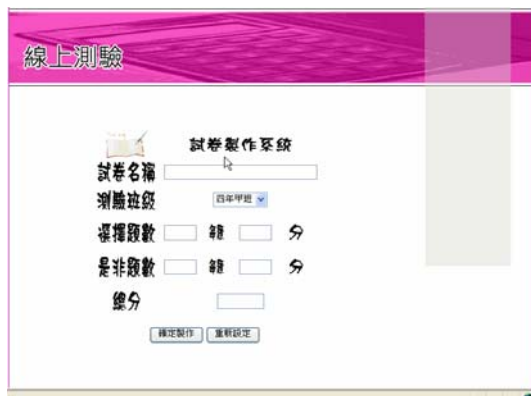 線上測驗
試卷製作系統
試卷名稱
測驗班級 四年甲班
選擇題數 每題 分
是非題數 每題 分
總分
確定製作 重新設定